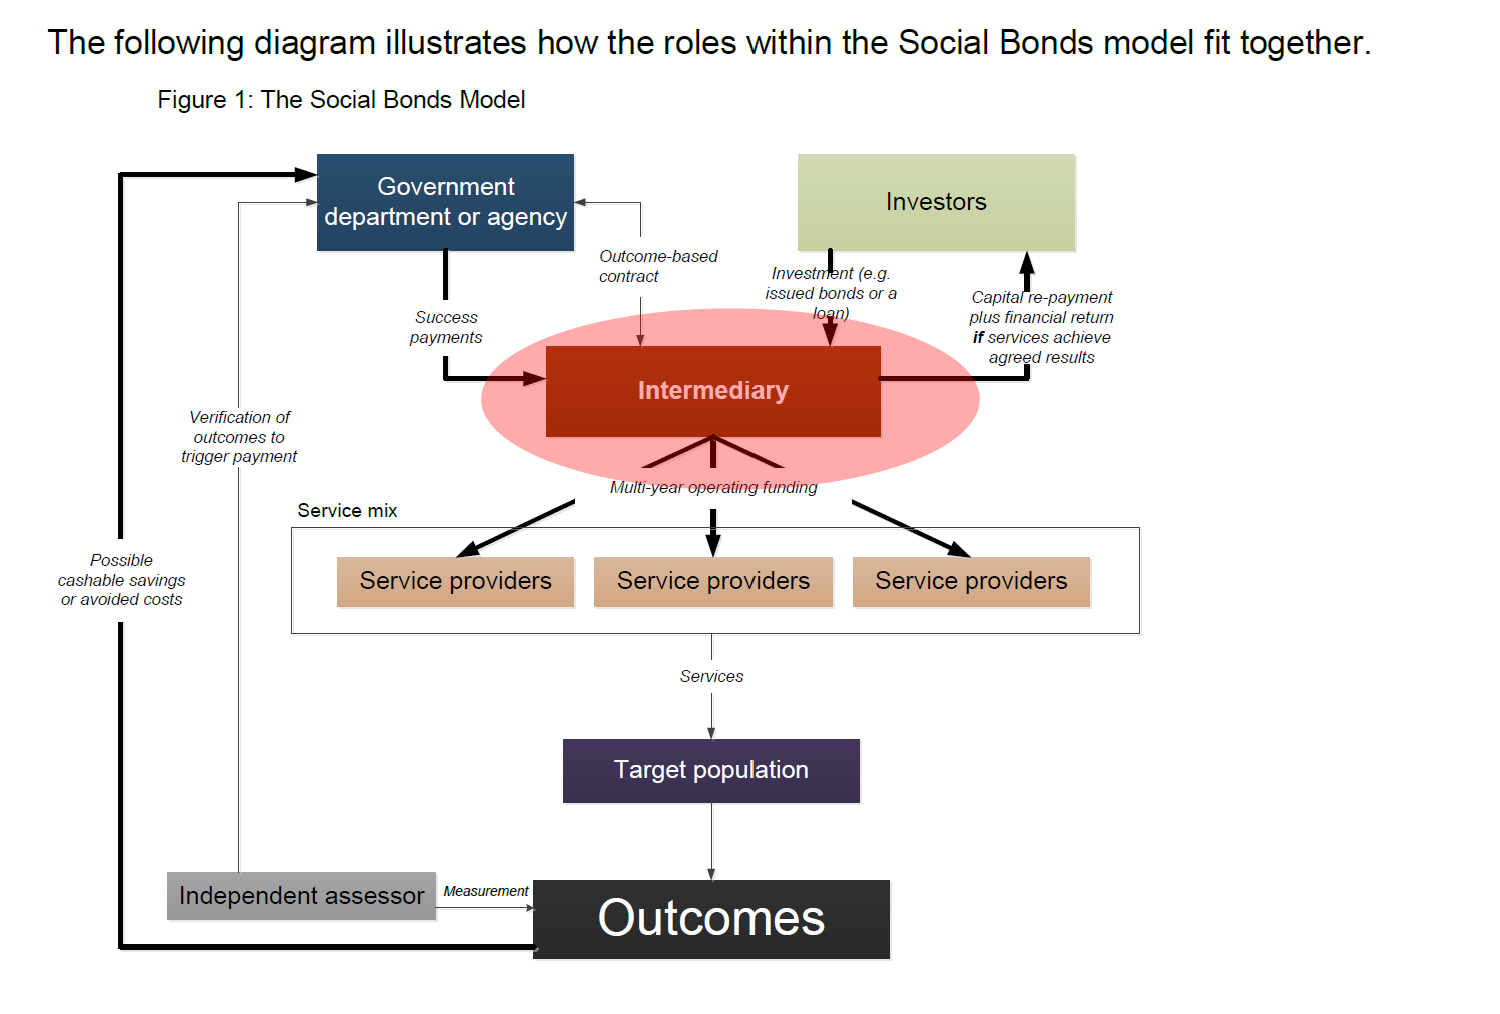 The following diagram illustrates how the roles within the Social Bonds model fit together.
Figure 1: The Social Bonds Model
Government
department or agency
Investors
Outcome-based
contract
Investment (e.g.
issued bonds or a
loan)
Capital re-payment
plus financial return
if services achieve
agreed results
Success
payments
Intermediary
Verification of
outcomes to
trigger payment
Multi-year operating funding
Service mix
Possible
cashable savings
or avoided costs
Service providers
Service providers
Service providers
Services
Target population
Independent assessor
Measurement
Outcomes